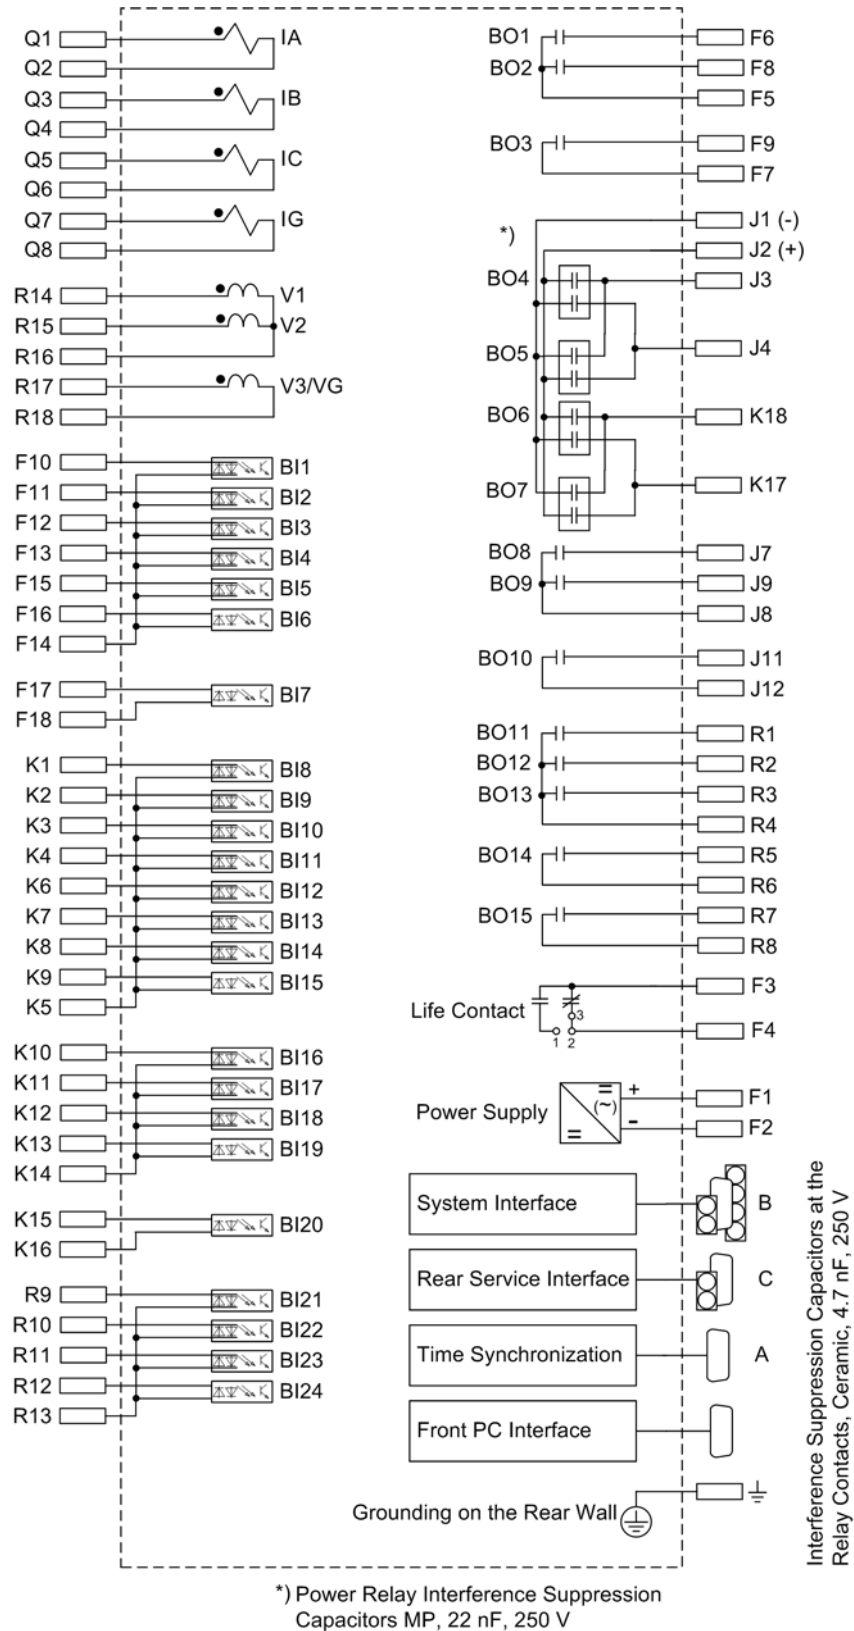 Q1 IA
Q2
Q3 IB
Q4
Q5 IC
Q6
Q7 IG
Q8
R14 V1
R15 V2
R16
R17 V3/VG
R18
F10 BI1
F11 BI2
F12 BI3
F13 BI4
F15 BI5
F16 BI6
F14
F17 BI7
F18
K1 BI8
K2 BI9
K3 BI10
K4 BI11
K6 BI12
K7 BI13
K8 BI14
K9 BI15
K5
K10 BI16
K11 BI17
K12 BI18
K13 BI19
K14
K15 BI20
K16
R9 BI21
R10 BI22
R11 BI23
R12 BI24
R13
BO1 F6
BO2 F8
F5
BO3 F9
F7
J1 (-)
*)
J2 (+)
BO4 J3
BO5 J4
BO6 K18
BO7 K17
BO8 J7
BO9 J9
J8
BO10 J11
J12
BO11 R1
BO12 R2
BO13 R3
R4
BO14 R5
R6
BO15 R7
R8
F3
Life Contact 3
1 2 F4
Power Supply = (~) = + F1
- F2
System Interface B
Rear Service Interface C
Time Synchronization A
Front PC Interface
Grounding on the Rear Wall
Interference Suppression Capacitors at the
Relay Contacts, Ceramic, 4.7 nF, 250 V
*) Power Relay Interference Suppression
Capacitors MP, 22 nF, 250 V